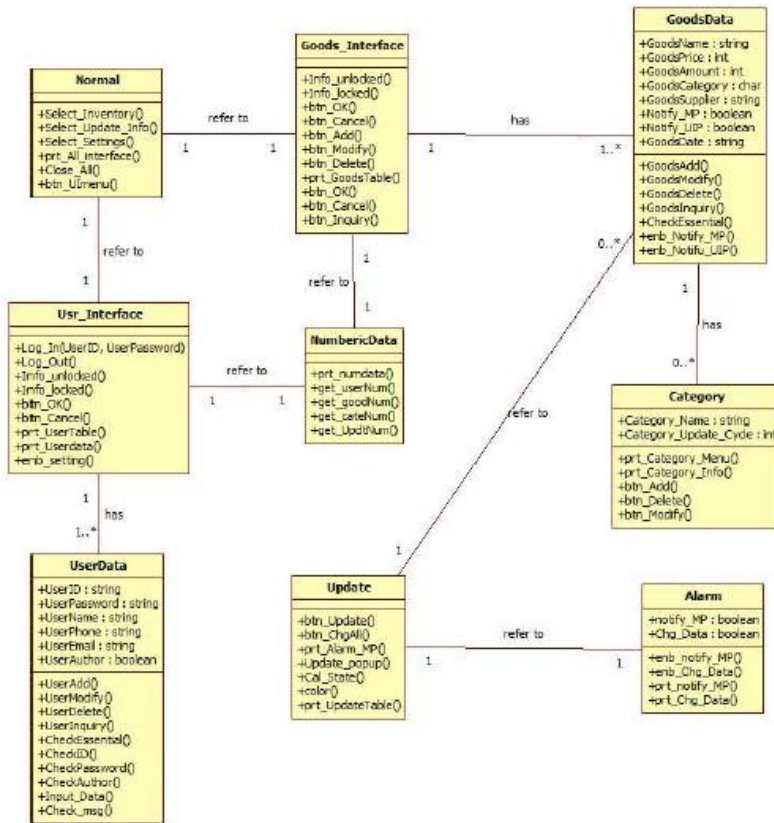 Normal
+Select_Inventory()
+Select_Update_Info()
+Select_Settings()
+prt_All_interface()
+Close_All()
+btn_UImenu()
refer to
1
1
Goods_Interface
+Info_unlocked()
+Info_locked()
+btn_OK()
+btn_Cancel()
+btn_Add()
+btn_Modify()
+btn_Delete()
+prt_GoodsTable()
+btn_OK()
+btn_Cancel()
+btn_Inquiry()
has
1
1..*
GoodsData
+GoodsName : string
+GoodsPrice : int
+GoodsAmount : int
+GoodsCategory : char
+GoodsSupplier : string
+Notify_MP : boolean
+Notify_UIP : boolean
+GoodsDate : string
+GoodsAdd()
+GoodsModify()
+GoodsDelete()
+GoodsInquiry()
+CheckEssential()
+enb_Notify_MP()
+enb_Notifu_UIP()
1
refer to
1
1
refer to
1
0..*
1
has
0..*
Usr_Interface
+Log_In(UserID, UserPassword)
+Log_Out()
+Info_unlocked()
+Info_locked()
+btn_OK()
+btn_Cancel()
+prt_UserTable()
+prt_Userdata()
+enb_setting()
refer to
1
1
NumbericData
+prt_numdata()
+get_userNum()
+get_goodNum()
+get_cateNum()
+get_UpdtNum()
refer to
Category
+Category_Name : string
+Category_Update_Cycle : int
+prt_Category_Menu()
+prt_Category_Info()
+btn_Add()
+btn_Delete()
+btn_Modify()
1
has
1..*
1
UserData
+UserID : string
+UserPassword : string
+UserName : string
+UserPhone : string
+UserEmail : string
+UserAuthor : boolean
+UserAdd()
+UserModify()
+UserDelete()
+UserInquiry()
+CheckEssential()
+CheckID()
+CheckPassword()
+CheckAuthor()
+Input_Data()
+Check_msg()
Update
+btn_Update()
+btn_ChgAll()
+prt_Alarm_MP()
+Update_popup()
+Cal_State()
+color()
+prt_UpdateTable()
refer to
1
1
Alarm
+notify_MP : boolean
+Chg_Data : boolean
+enb_notify_MP()
+enb_Chg_Data()
+prt_notify_MP()
+prt_Chg_Data()